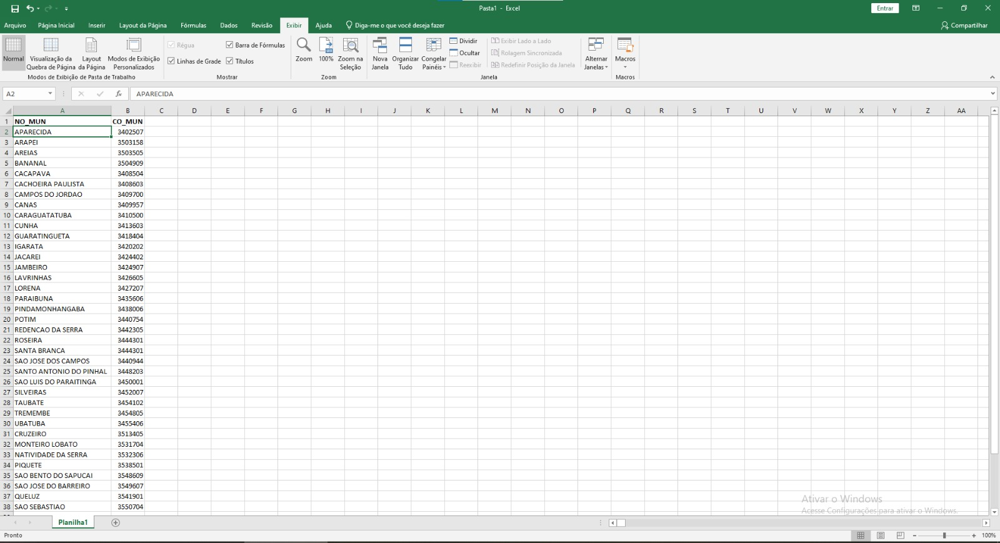 Pasta1 - Excel
Entrar
Arquivo Página Inicial Inserir Layout da Página Fórmulas Dados Revisão Exibir Ajuda Diga-me o que você deseja fazer Compartilhar
Normal
Visualização da Quebra de Página
Layout da Página
Modos de Exibição Personalizados
Modos de Exibição de Pasta de Trabalho
Régua
Barra de Fórmulas
Linhas de Grade
Títulos
Mostrar
Zoom
100%
Zoom na Seleção
Zoom
Nova Janela
Organizar Tudo
Congelar Painéis
Dividir
Ocultar
Reexibir
Exibir Lado a Lado
Rolagem Sincronizada
Redefinir Posição da Janela
Janela
Alternar Janelas
Macros
Macros
A2 fx APARECIDA
A B C D E F G H I J K L M N O P Q R S T U V W X Y Z AA
1 NO_MUN CO_MUN
2 APARECIDA 3402507
3 ARAPEI 3503158
4 AREIAS 3503505
5 BANANAL 3504909
6 CACAPAVA 3408504
7 CACHOEIRA PAULISTA 3408603
8 CAMPOS DO JORDAO 3409700
9 CANAS 3409957
10 CARAGUATATUBA 3410500
11 CUNHA 3413603
12 GUARATINGUETA 3418404
13 IGARATA 3420202
14 JACAREI 3424402
15 JAMBEIRO 3424907
16 LAVRINHAS 3426605
17 LORENA 3427207
18 PARAIBUNA 3435606
19 PINDAMONHANGABA 3438006
20 POTIM 3440754
21 REDENCAO DA SERRA 3442305
22 ROSEIRA 3444301
23 SANTA BRANCA 3444301
24 SAO JOSE DOS CAMPOS 3440944
25 SANTO ANTONIO DO PINHAL 3448203
26 SAO LUIS DO PARAITINGA 3450001
27 SILVEIRAS 3452007
28 TAUBATE 3454102
29 TREMEMBE 3454805
30 UBATUBA 3455406
31 CRUZEIRO 3513405
32 MONTEIRO LOBATO 3531704
33 NATIVIDADE DA SERRA 3532306
34 PIQUETE 3538501
35 SAO BENTO DO SAPUCAI 3548609
36 SAO JOSE DO BARREIRO 3549607
37 QUELUZ 3541901
38 SAO SEBASTIAO 3550704
Ativar o Windows
Acesse Configurações para ativar o Windows.
Planilha1
Pronto
100%